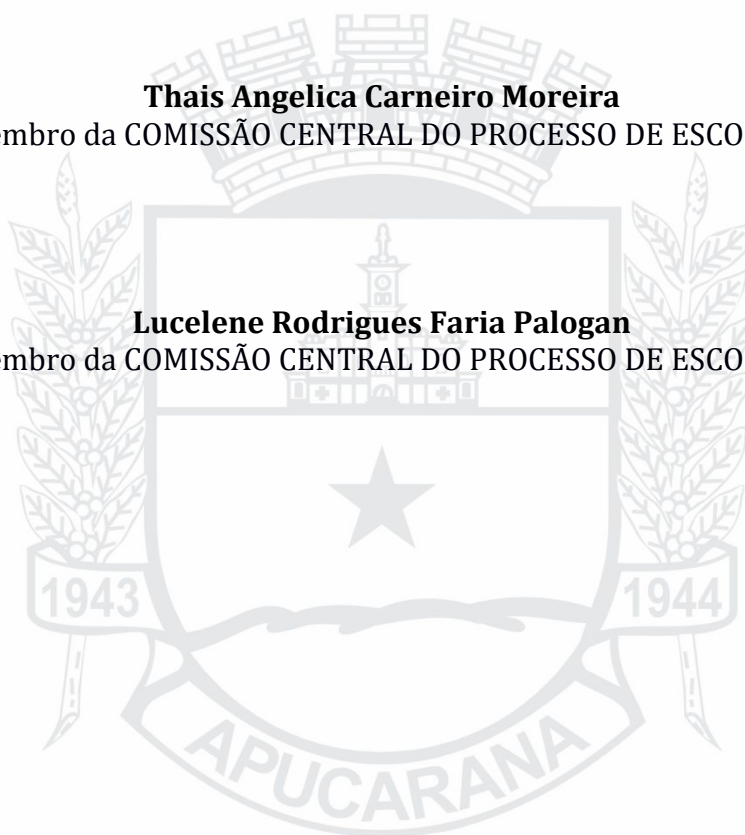 Thais Angelica Carneiro Moreira
embro da COMISSÃO CENTRAL DO PROCESSO DE ESCO
Lucelene Rodrigues Faria Palogan
embro da COMISSÃO CENTRAL DO PROCESSO DE ESCO
1943
1944
APUCARANA